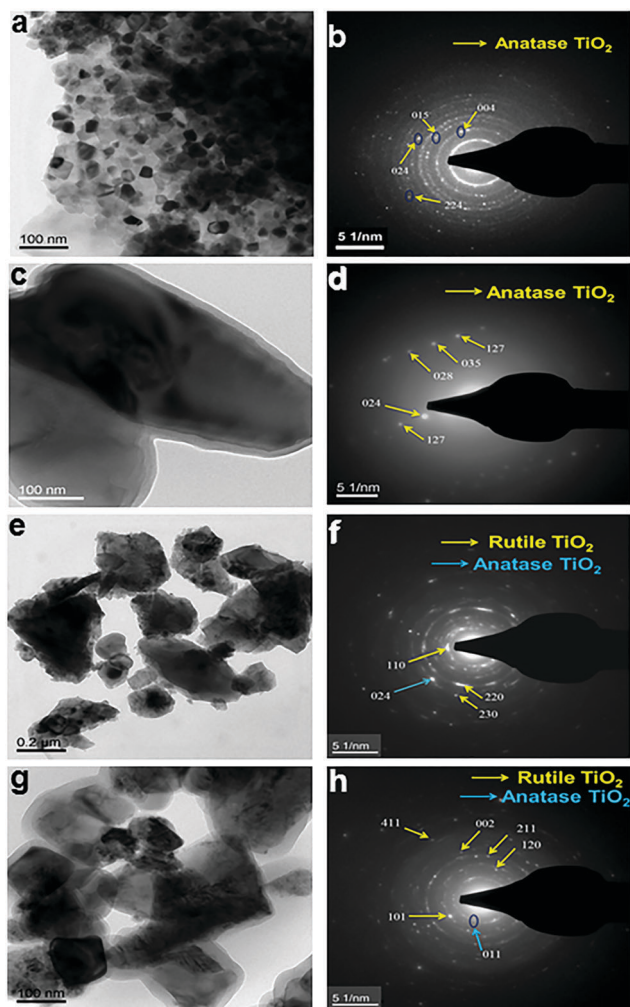 a
100 nm
b
Anatase TiO₂
015
004
024
224
5 1/nm
c
100 nm
d
Anatase TiO₂
127
035
028
024
127
5 1/nm
e
0.2 µm
f
Rutile TiO₂
Anatase TiO₂
110
024
220
230
5 1/nm
g
100 nm
h
Rutile TiO₂
Anatase TiO₂
411
002
211
120
101
011
5 1/nm